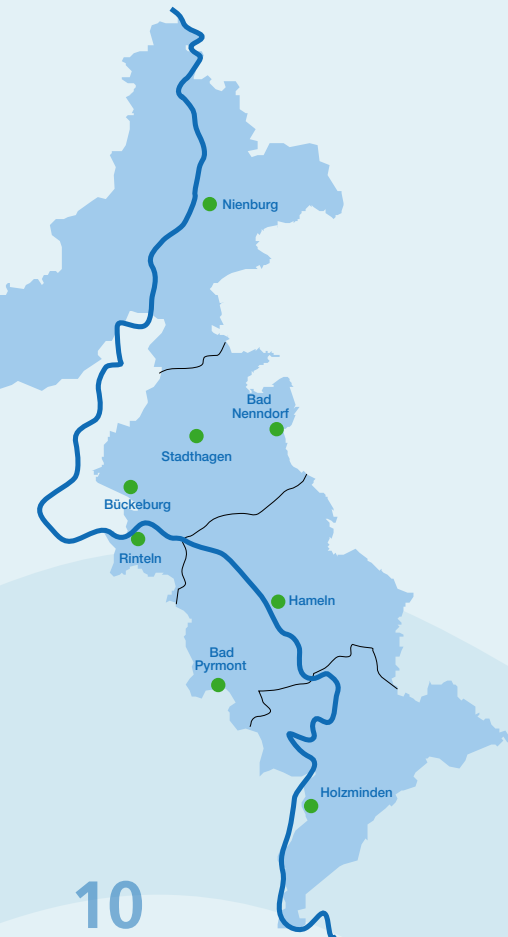 Nienburg
Bad
Nenndorf
Stadthagen
Bückeburg
Rinteln
Hameln
Bad
Pyrmont
Holzminden
10